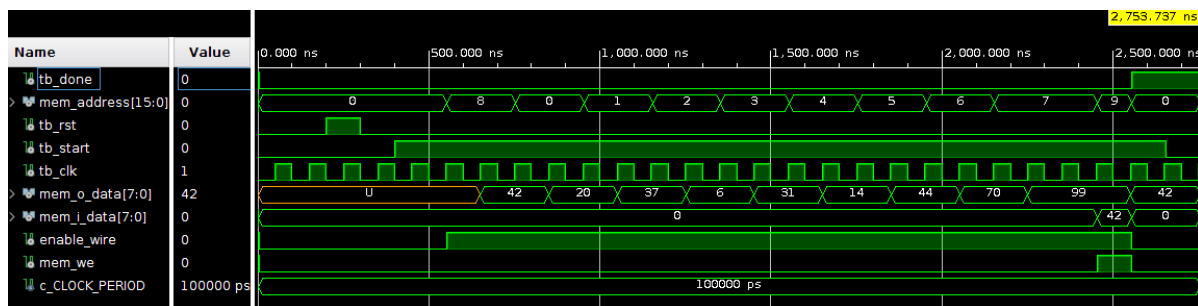 2,753.737 ns
Name Value 0.000 ns 500.000 ns 1,000.000 ns 1,500.000 ns 2,000.000 ns 2,500.000 ns
tb_done 0
mem_address[15:0] 0 0 8 0 1 2 3 4 5 6 7 9 0
tb_rst 0
tb_start 0
tb_clk 1
mem_o_data[7:0] 42 U 42 20 37 6 31 14 44 70 99 42
mem_i_data[7:0] 0 0 42 0
enable_wire 0
mem_we 0
c_CLOCK_PERIOD 100000 ps 100000 ps